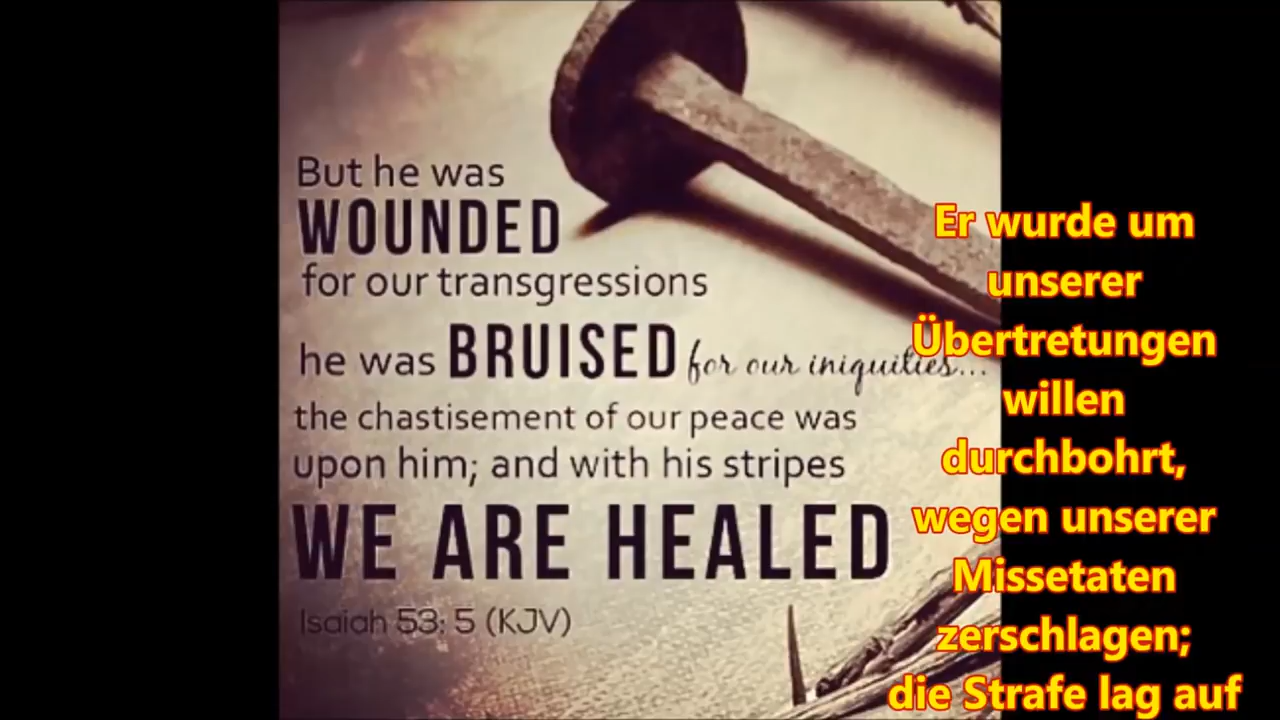 But he was
WOUNDED
for our transgressions
he was BRUISED for our iniquities...
the chastisement of our peace was
upon him; and with his stripes
WE ARE HEALED
Isaiah 53: 5 (KJV)
Er wurde um
unserer
Übertretungen
willen
durchbohrt,
wegen unserer
Missetaten
zerschlagen;
die Strafe lag auf